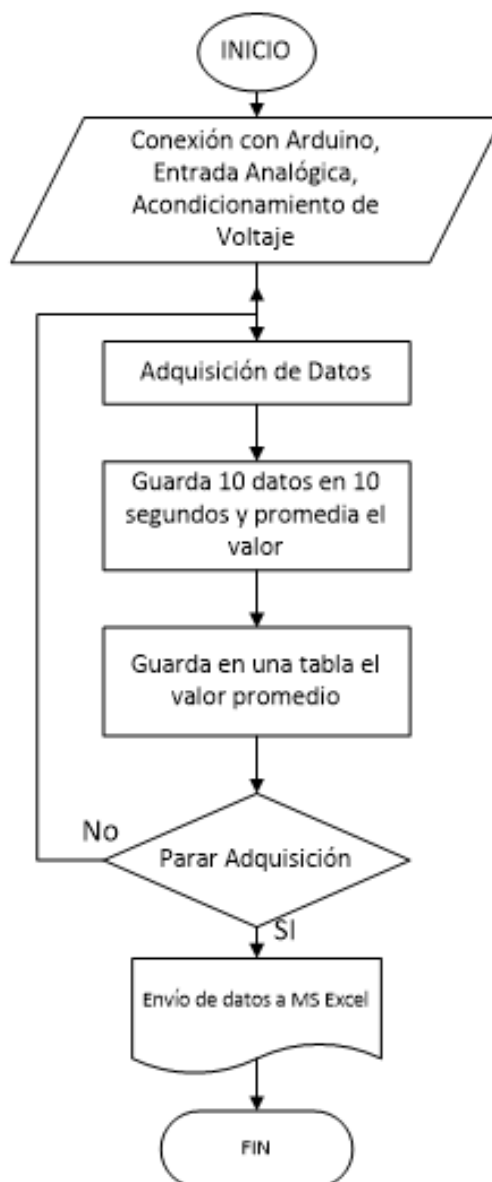 INICIO
Conexión con Arduino,
Entrada Analógica,
Acondicionamiento de
Voltaje
Adquisición de Datos
Guarda 10 datos en 10
segundos y promedia el
valor
Guarda en una tabla el
valor promedio
No
Parar Adquisición
SI
Envío de datos a MS Excel
FIN